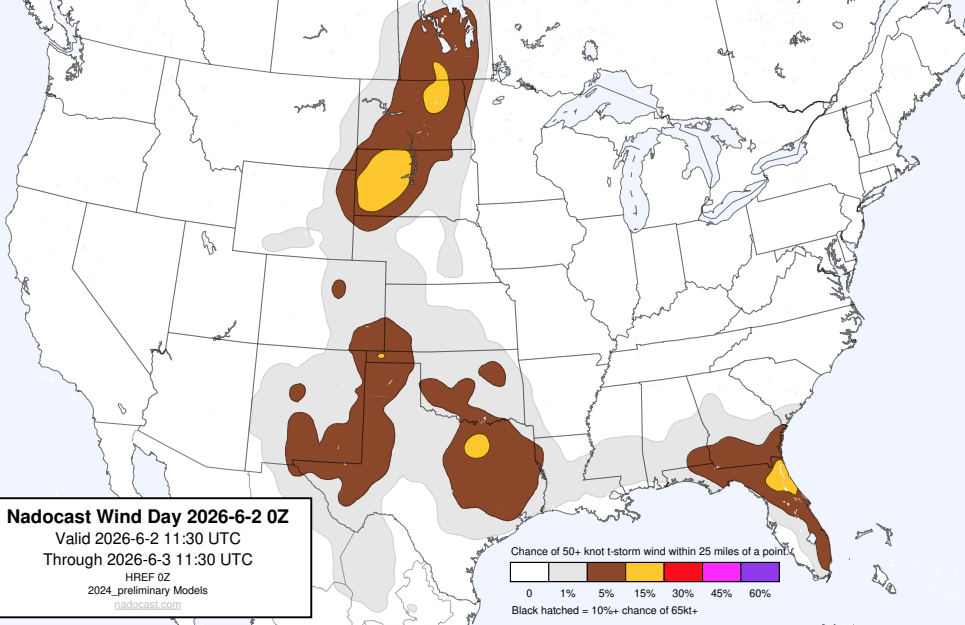 Nadocast Wind Day 2026-6-2 0Z
Valid 2026-6-2 11:30 UTC
Through 2026-6-3 11:30 UTC
HREF 0Z
2024_preliminary Models
nadocast.com
Chance of 50+ knot t-storm wind within 25 miles of a point.
0 1% 5% 15% 30% 45% 60%
Black hatched = 10%+ chance of 65kt+